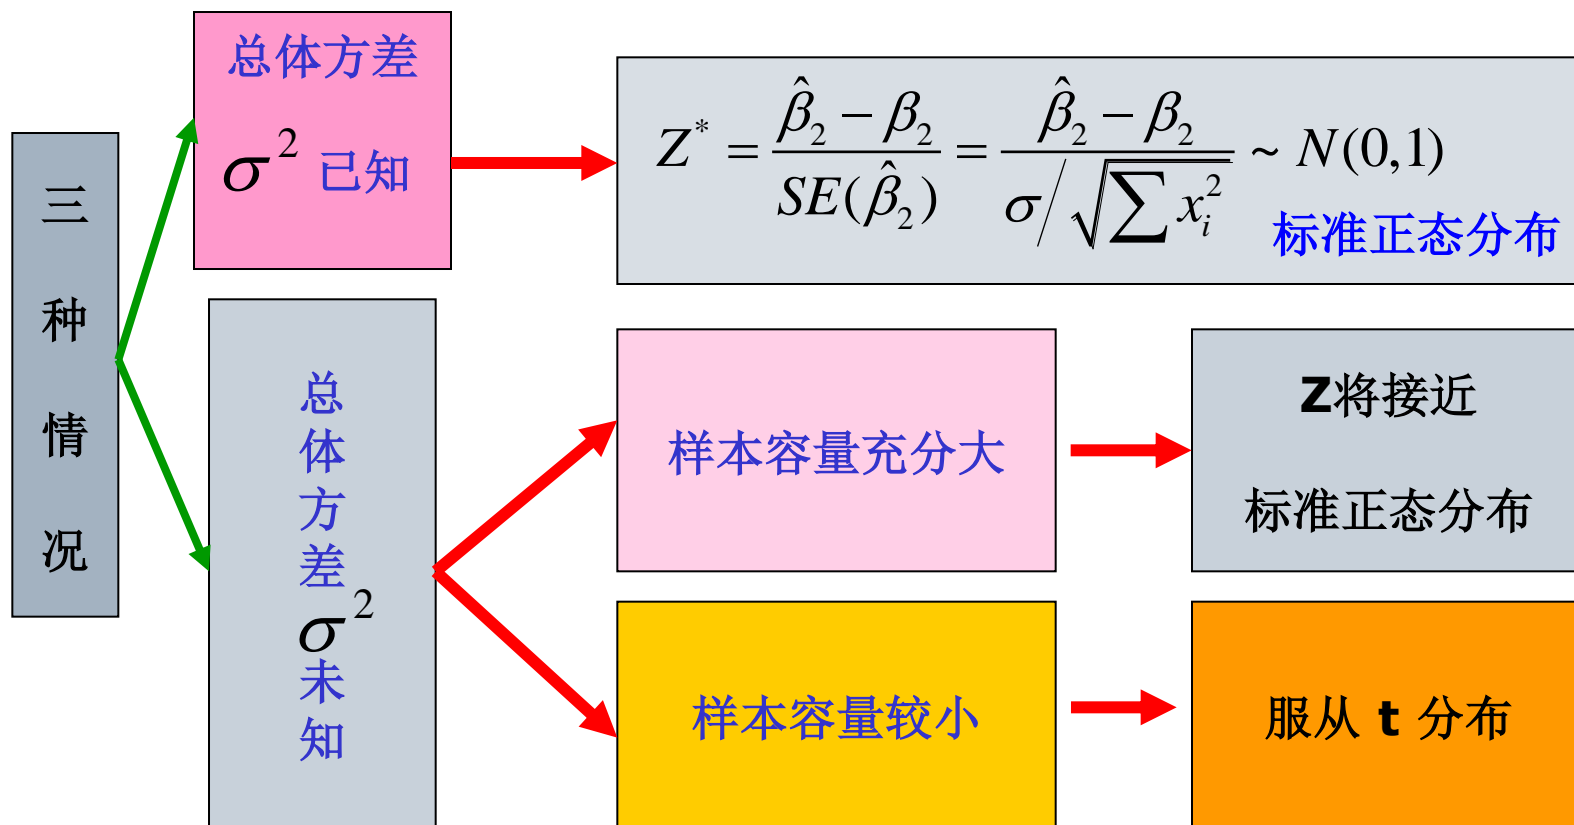 三种情况
总体方差
σ² 已知
Z* = (β̂₂ − β₂) / SE(β̂₂) = (β̂₂ − β₂) / (σ/√∑xᵢ²) ~ N(0,1)
标准正态分布
总体方差σ²未知
样本容量充分大
Z将接近
标准正态分布
样本容量较小
服从 t 分布